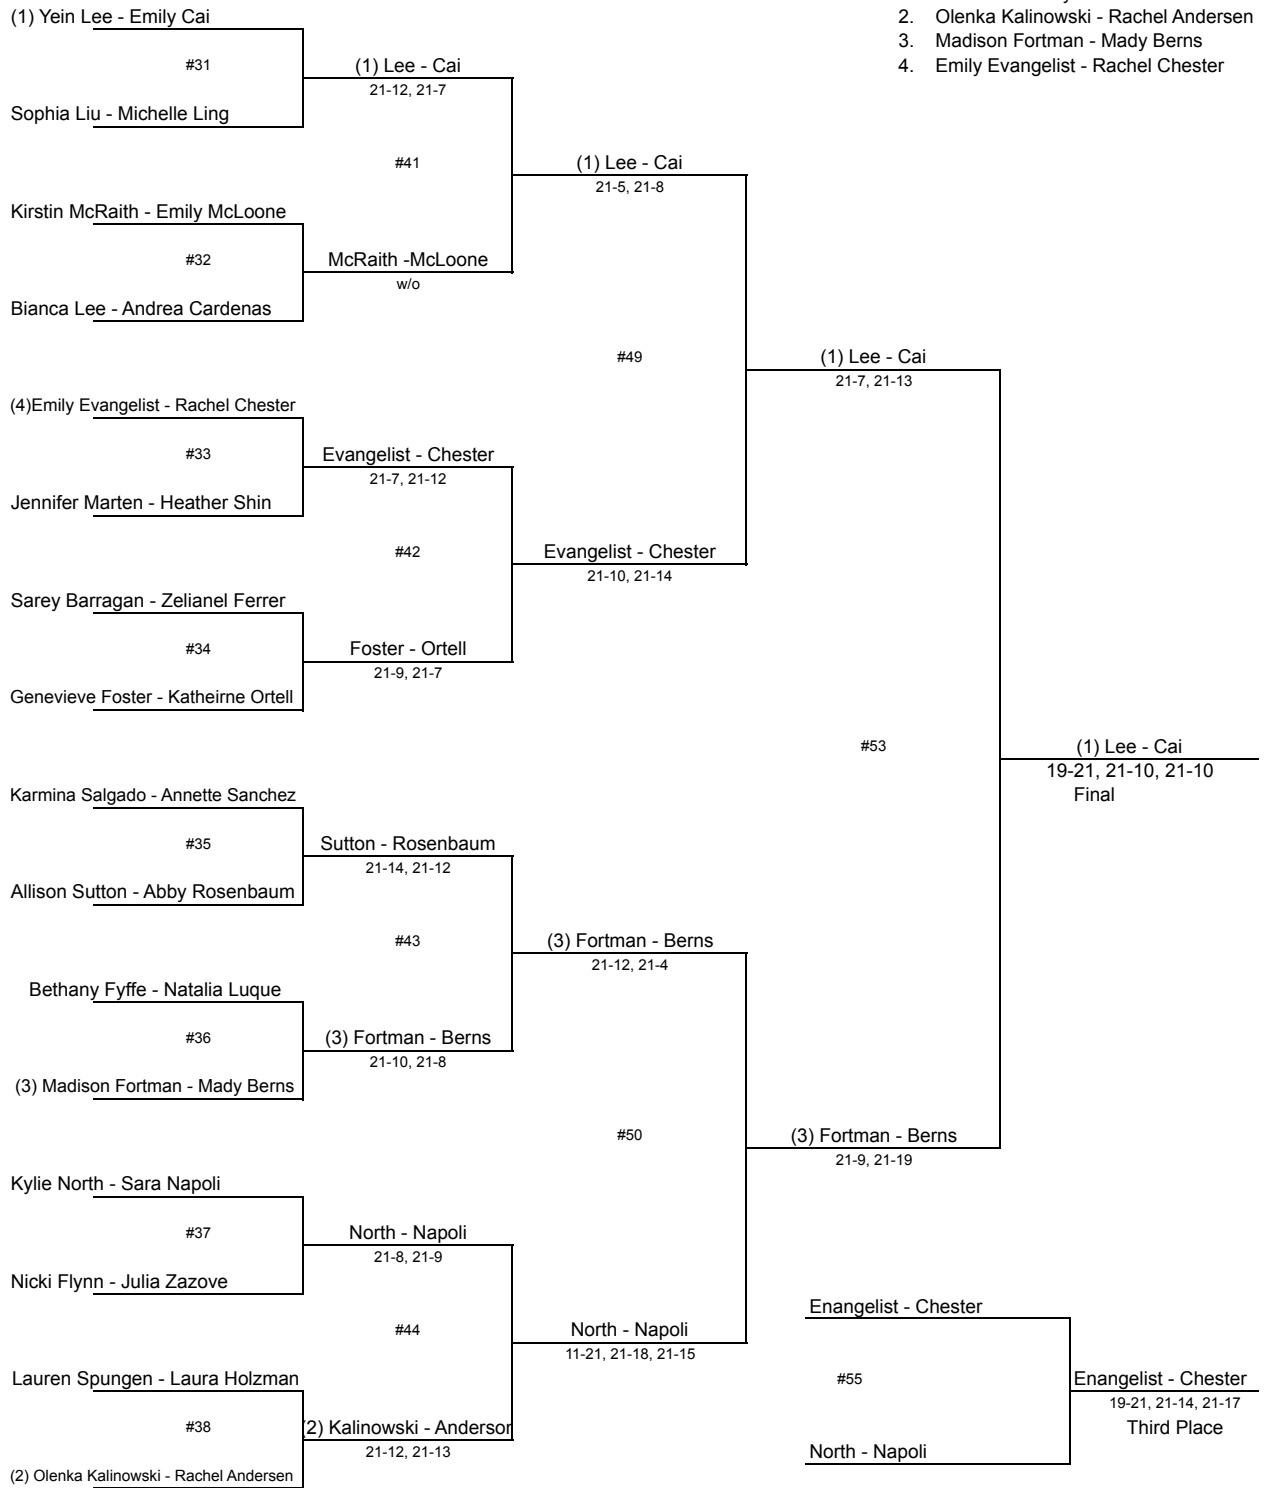 (1) Yein Lee - Emily Cai
2. Olenka Kalinowski - Rachel Andersen
3. Madison Fortman - Mady Berns
4. Emily Evangelist - Rachel Chester
#31
(1) Lee - Cai
21-12, 21-7
Sophia Liu - Michelle Ling
#41
(1) Lee - Cai
21-5, 21-8
Kirstin McRaith - Emily McLoone
#32
McRaith -McLoone
w/o
Bianca Lee - Andrea Cardenas
#49
(1) Lee - Cai
21-7, 21-13
(4)Emily Evangelist - Rachel Chester
#33
Evangelist - Chester
21-7, 21-12
Jennifer Marten - Heather Shin
#42
Evangelist - Chester
21-10, 21-14
Sarey Barragan - Zelianel Ferrer
#34
Foster - Ortell
21-9, 21-7
Genevieve Foster - Katheirne Ortell
#53
(1) Lee - Cai
19-21, 21-10, 21-10
Final
Karmina Salgado - Annette Sanchez
#35
Sutton - Rosenbaum
21-14, 21-12
Allison Sutton - Abby Rosenbaum
#43
(3) Fortman - Berns
21-12, 21-4
Bethany Fyffe - Natalia Luque
#36
(3) Fortman - Berns
21-10, 21-8
(3) Madison Fortman - Mady Berns
#50
(3) Fortman - Berns
21-9, 21-19
Kylie North - Sara Napoli
#37
North - Napoli
21-8, 21-9
Nicki Flynn - Julia Zazove
#44
North - Napoli
11-21, 21-18, 21-15
Lauren Spungen - Laura Holzman
#38
(2) Kalinowski - Anderson
21-12, 21-13
(2) Olenka Kalinowski - Rachel Andersen
Enangelist - Chester
#55
Enangelist - Chester
19-21, 21-14, 21-17
Third Place
North - Napoli